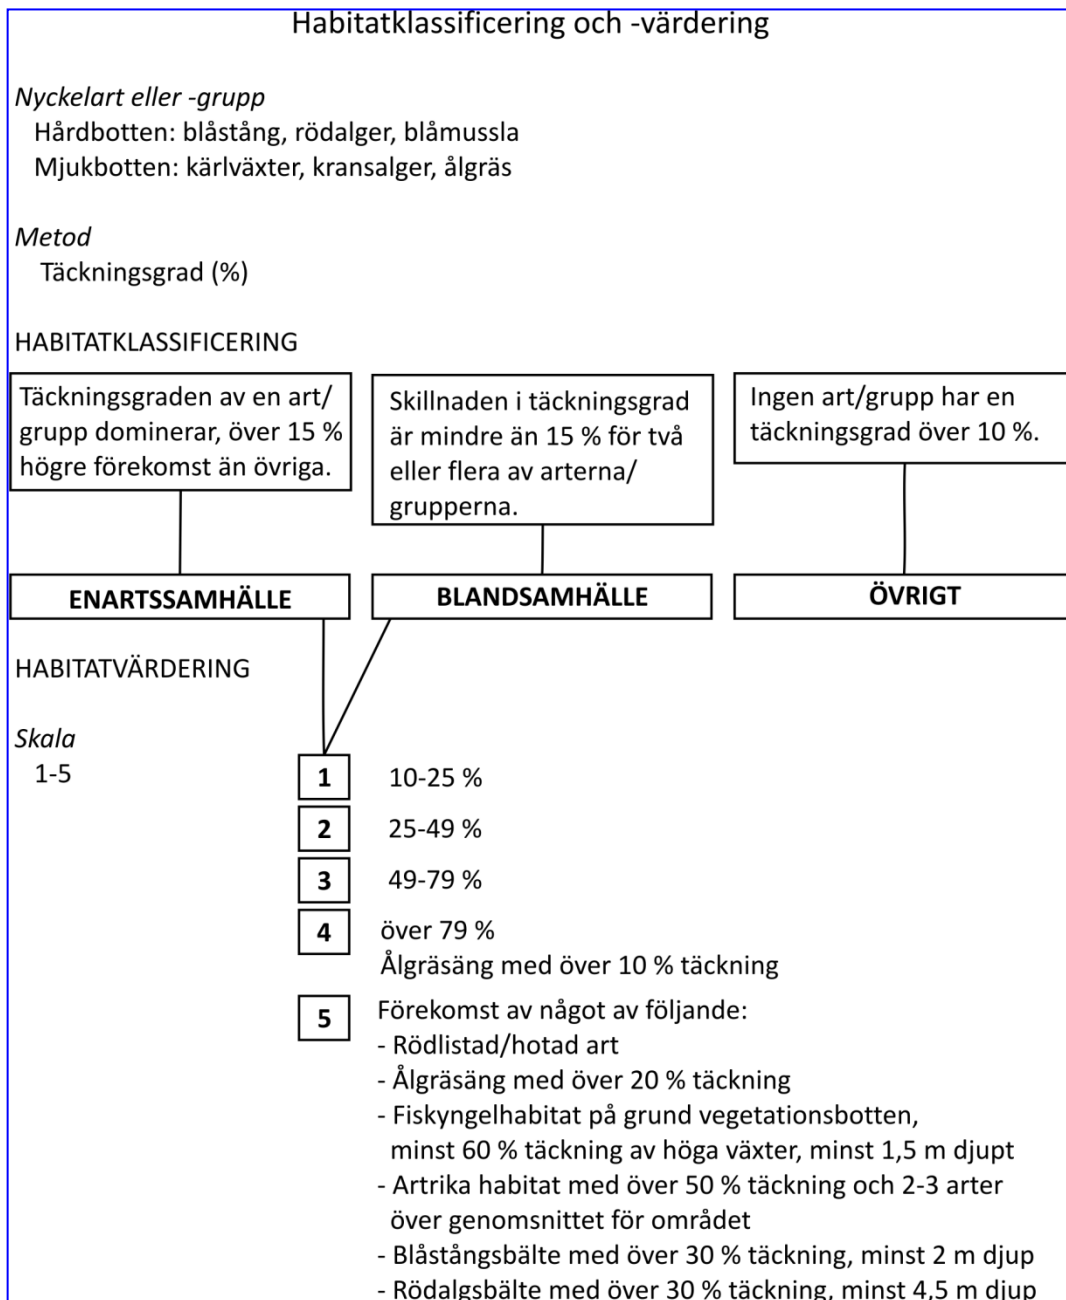 Habitatklassificering och -värdering
Nyckelart eller -grupp
Hårdbotten: blåstång, rödalger, blåmussla
Mjukbotten: kärlväxter, kransalger, ålgräs
Metod
Täckningsgrad (%)
HABITATKLASSIFICERING
Täckningsgraden av en art/
grupp dominerar, över 15 %
högre förekomst än övriga.
Skillnaden i täckningsgrad
är mindre än 15 % för två
eller flera av arterna/
grupperna.
Ingen art/grupp har en
täckningsgrad över 10 %.
ENARTSSAMHÄLLE
BLANDSAMHÄLLE
ÖVRIGT
HABITATVÄRDERING
Skala
1-5
1 10-25 %
2 25-49 %
3 49-79 %
4 över 79 %
Ålgräsäng med över 10 % täckning
5 Förekomst av något av följande:
- Rödlistad/hotad art
- Ålgräsäng med över 20 % täckning
- Fiskyngelhabitat på grund vegetationsbotten,
minst 60 % täckning av höga växter, minst 1,5 m djupt
- Artrika habitat med över 50 % täckning och 2-3 arter
över genomsnittet för området
- Blåstångsbälte med över 30 % täckning, minst 2 m djup
- Rödalgsbälte med över 30 % täckning, minst 4,5 m djup